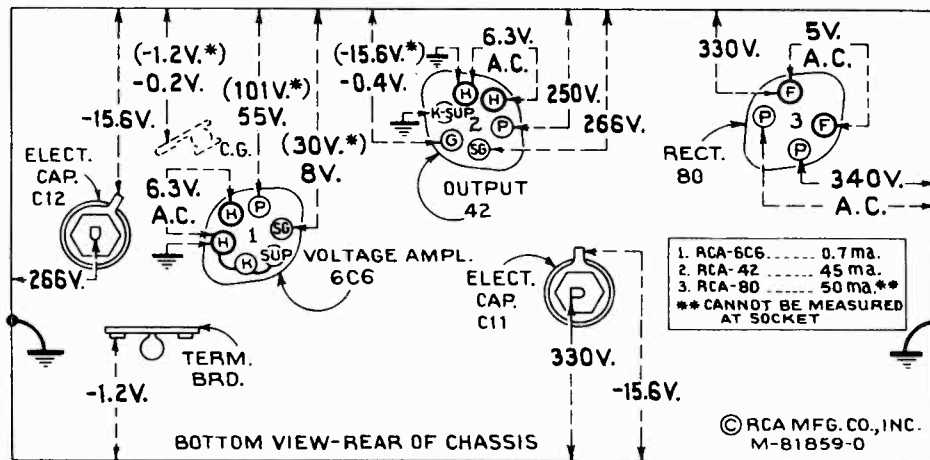 (-1.2V.*)
-0.2V.
-15.6V.
(101V.*)
55V.
(-15.6V.*)
-0.4V.
6.3V.
A.C.
250V.
266V.
330V.
5V.
A.C.
C.G.
(30V.*)
8V.
H
H
K-SUP.
2
P
G
SG
F
P
3
F
P
ELECT.
CAP.
C12
6.3V.
A.C.
H
P
SG
H
1
K
SUP
OUTPUT
42
RECT.
80
340V.
A.C.
VOLTAGE AMPL.
6C6
266V.
ELECT.
CAP.
C11
1. RCA-6C6........ 0.7 ma.
2. RCA-42 ....... 45 ma.
3. RCA-80 ...... 50 ma.**
** CANNOT BE MEASURED
AT SOCKET
TERM.
BRD.
330V.
-1.2V.
-15.6V.
BOTTOM VIEW-REAR OF CHASSIS
© RCA MFG. CO., INC.
M-81859-0